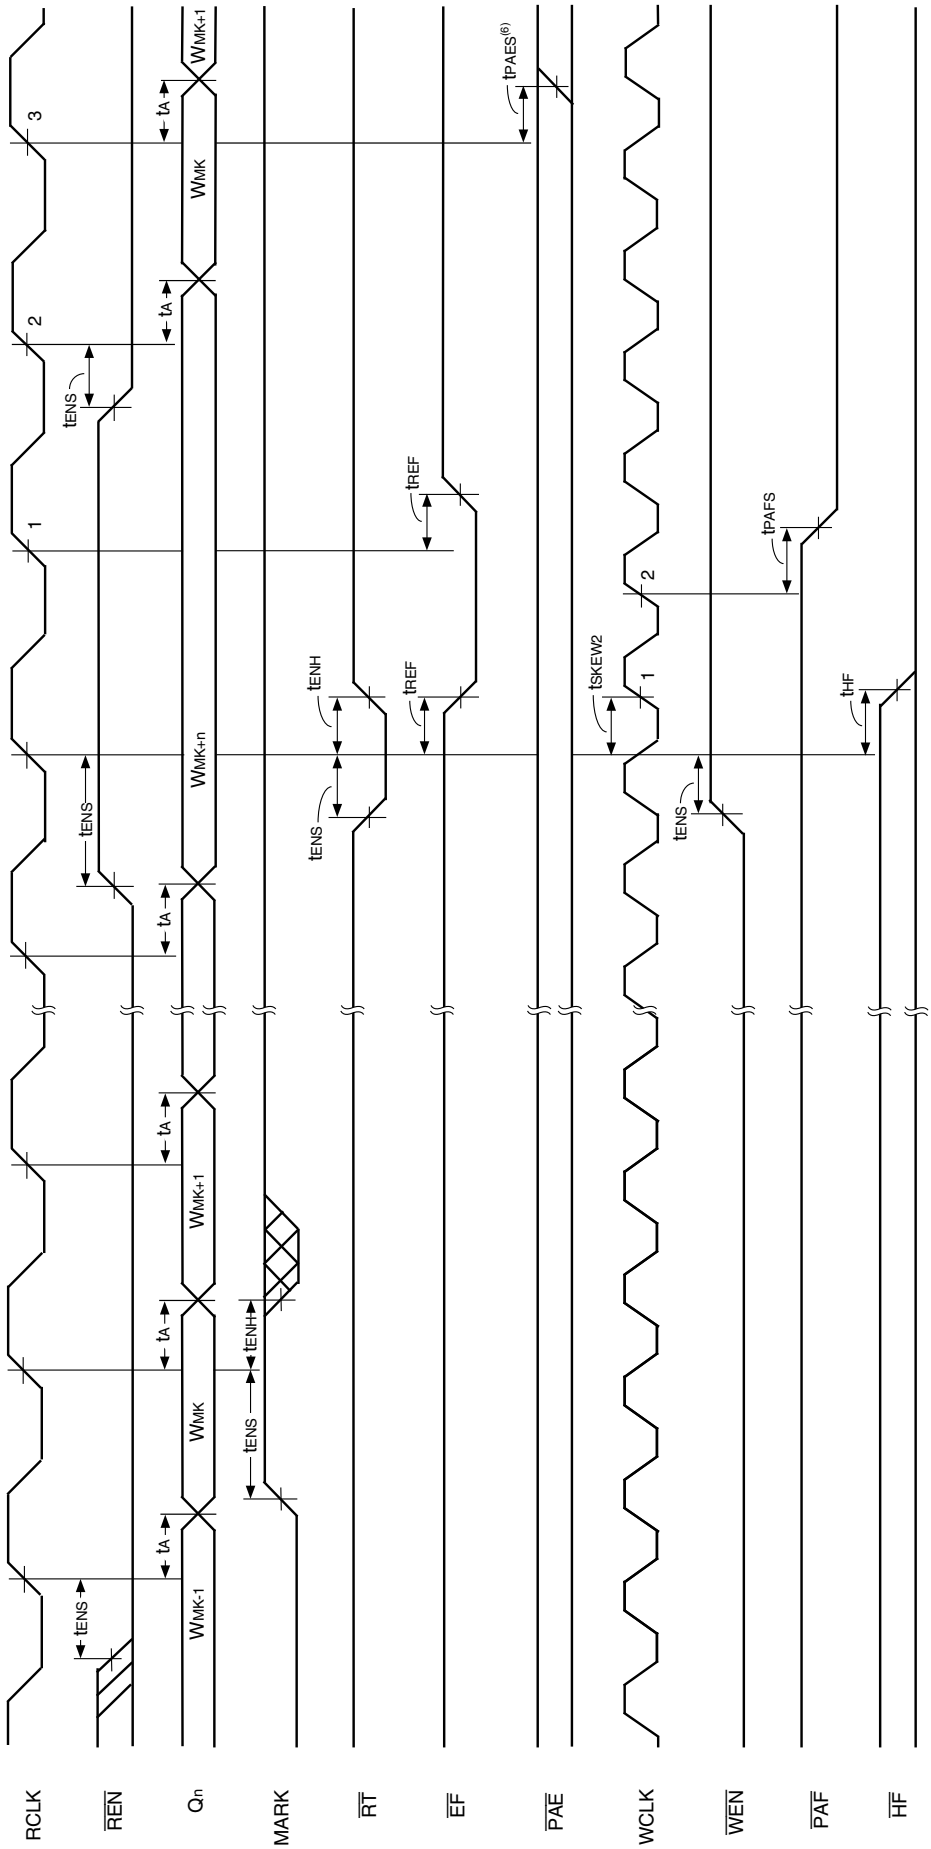 RCLK
1
2
3
REN
tENS
tENS
tENS
Qn
WMK-1
tA
WMK
tA
WMK+1
tA
tA
WMK+n
tA
WMK
tA
WMK+1
MARK
tENS
tENH
RT
tENS
tENH
EF
tREF
tREF
PAE
tPAES(6)
WCLK
tSKEW2
1
2
WEN
tENS
PAF
tPAFS
HF
tHF